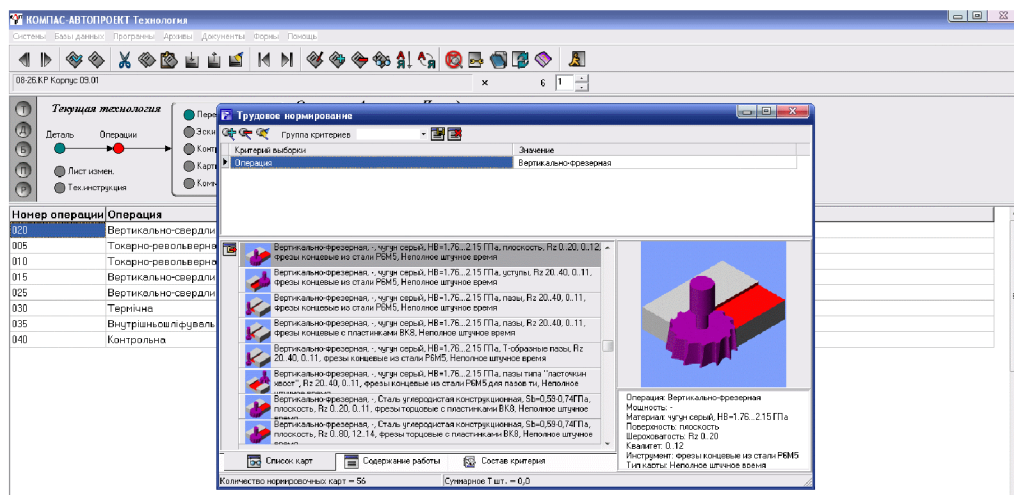 КОМПАС-АВТОПРОЕКТ Технология
Системы Базы данных Программы Архивы Документы Формы Помощь
08-26.КР Корпус 09.01 × 6 1
Текущая технология
Деталь Операции
Лист измен.
Тех.инструкция
Т
Д
Б
П
Р
Пере
Эски
Конт
Карт
Комм
Номер операции Операция
020 Вертикально-сверлли
005 Токарно-револьверна
010 Токарно-револьверна
015 Вертикально-свердли
025 Вертикально-свердли
030 Термічна
035 Внутрішньошліфуваль
040 Контрольна
Трудовое нормирование
Группа критериев
Критерий выборки Значение
Операция Вертикально-фрезерная
Вертикально-фрезерная, -, чугун серый, HB=1.76...2.15 ГПа, плоскость, Rz 0..20, 0..12,
фрезы концевые из стали Р6М5, Неполное штучное время
Вертикально-фрезерная, -, чугун серый, HB=1.76...2.15 ГПа, уступы, Rz 20..40, 0..11,
фрезы концевые из стали Р6М5, Неполное штучное время
Вертикально-фрезерная, -, чугун серый, HB=1.76...2.15 ГПа, пазы, Rz 20..40, 0..11,
фрезы концевые из стали Р6М5, Неполное штучное время
Вертикально-фрезерная, -, чугун серый, HB=1.76...2.15 ГПа, пазы, Rz 20..40, 0..11,
фрезы концевые с пластинками ВК8, Неполное штучное время
Вертикально-фрезерная, -, чугун серый, HB=1.76...2.15 ГПа, Т-образные пазы, Rz
20..40, 0..11, фрезы концевые из стали Р6М5, Неполное штучное время
Вертикально-фрезерная, -, чугун серый, HB=1.76...2.15 ГПа, пазы типа "ласточкин
хвост", Rz 20..40, 0..11, фрезы концевые из стали Р6М5 для пазов ти, Неполное
Вертикально-фрезерная, -, Сталь углеродистая конструкционная, Sb=0,59-0,74ГПа,
плоскость, Rz 0..20, 0..11, фрезы торцовые с пластинками ВК8, Неполное штучное
Вертикально-фрезерная, -, Сталь углеродистая конструкционная, Sb=0,59-0,74ГПа,
плоскость, Rz 0..80, 12..14, фрезы торцовые с пластинками ВК8, Неполное штучное
Операция: Вертикально-фрезерная
Мощность: -
Материал: чугун серый, HB=1.76...2.15 ГПа
Поверхность: плоскость
Шероховатость: Rz 0..20
Квалитет: 0..12
Инструмент: фрезы концевые из стали Р6М5
Тип карты: Неполное штучное время
Список карт Содержание работы Состав критерия
Количество нормировочных карт = 56 Суммарное Т шт. = 0,0